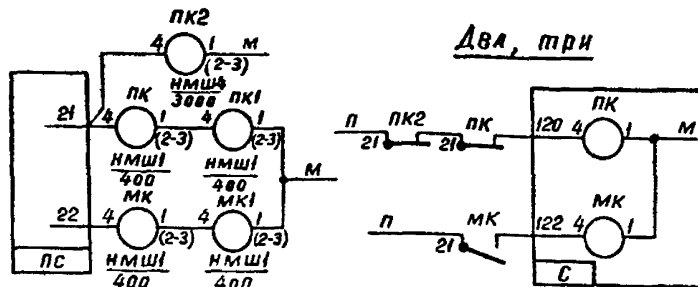 ПК2
4 1 М
(2-3)
НМШ4
3000
Два, три
21 4 ПК 1 4 ПК1 1
(2-3) (2-3)
НМШ1
400
НМШ1
400
М
22 4 МК 1 4 МК1 1
(2-3) (2-3)
НМШ1
400
НМШ1
400
ПС
П 21 ПК2 21 ПК 120 4 ПК 1 М
П 21 МК 122 4 МК 1
С